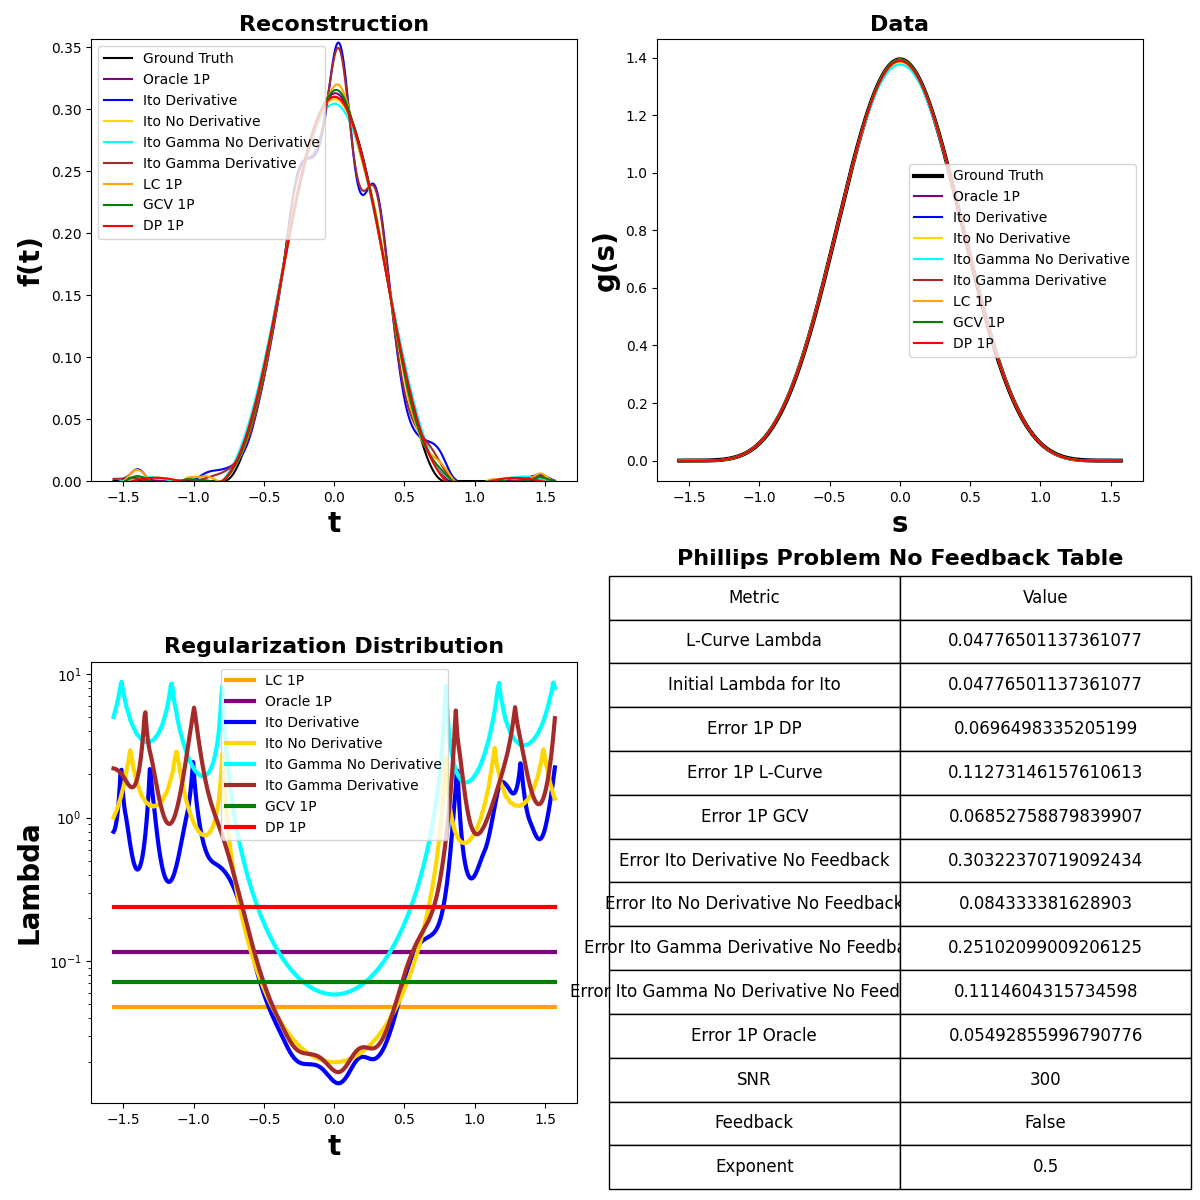 Reconstruction
f(t)
0.35
0.30
0.25
0.20
0.15
0.10
0.05
0.00
Ground Truth
Oracle 1P
Ito Derivative
Ito No Derivative
Ito Gamma No Derivative
Ito Gamma Derivative
LC 1P
GCV 1P
DP 1P
−1.5 −1.0 −0.5 0.0 0.5 1.0 1.5
t
Data
g(s)
1.4
1.2
1.0
0.8
0.6
0.4
0.2
0.0
Ground Truth
Oracle 1P
Ito Derivative
Ito No Derivative
Ito Gamma No Derivative
Ito Gamma Derivative
LC 1P
GCV 1P
DP 1P
−1.5 −1.0 −0.5 0.0 0.5 1.0 1.5
s
Regularization Distribution
Lambda
10¹
10⁰
10⁻¹
LC 1P
Oracle 1P
Ito Derivative
Ito No Derivative
Ito Gamma No Derivative
Ito Gamma Derivative
GCV 1P
DP 1P
−1.5 −1.0 −0.5 0.0 0.5 1.0 1.5
t
Phillips Problem No Feedback Table
Metric Value
L-Curve Lambda 0.04776501137361077
Initial Lambda for Ito 0.04776501137361077
Error 1P DP 0.0696498335205199
Error 1P L-Curve 0.11273146157610613
Error 1P GCV 0.06852758879839907
Error Ito Derivative No Feedback 0.30322370719092434
Error Ito No Derivative No Feedback 0.084333381628903
Error Ito Gamma Derivative No Feedba 0.25102099009206125
Error Ito Gamma No Derivative No Feed 0.1114604315734598
Error 1P Oracle 0.05492855996790776
SNR 300
Feedback False
Exponent 0.5